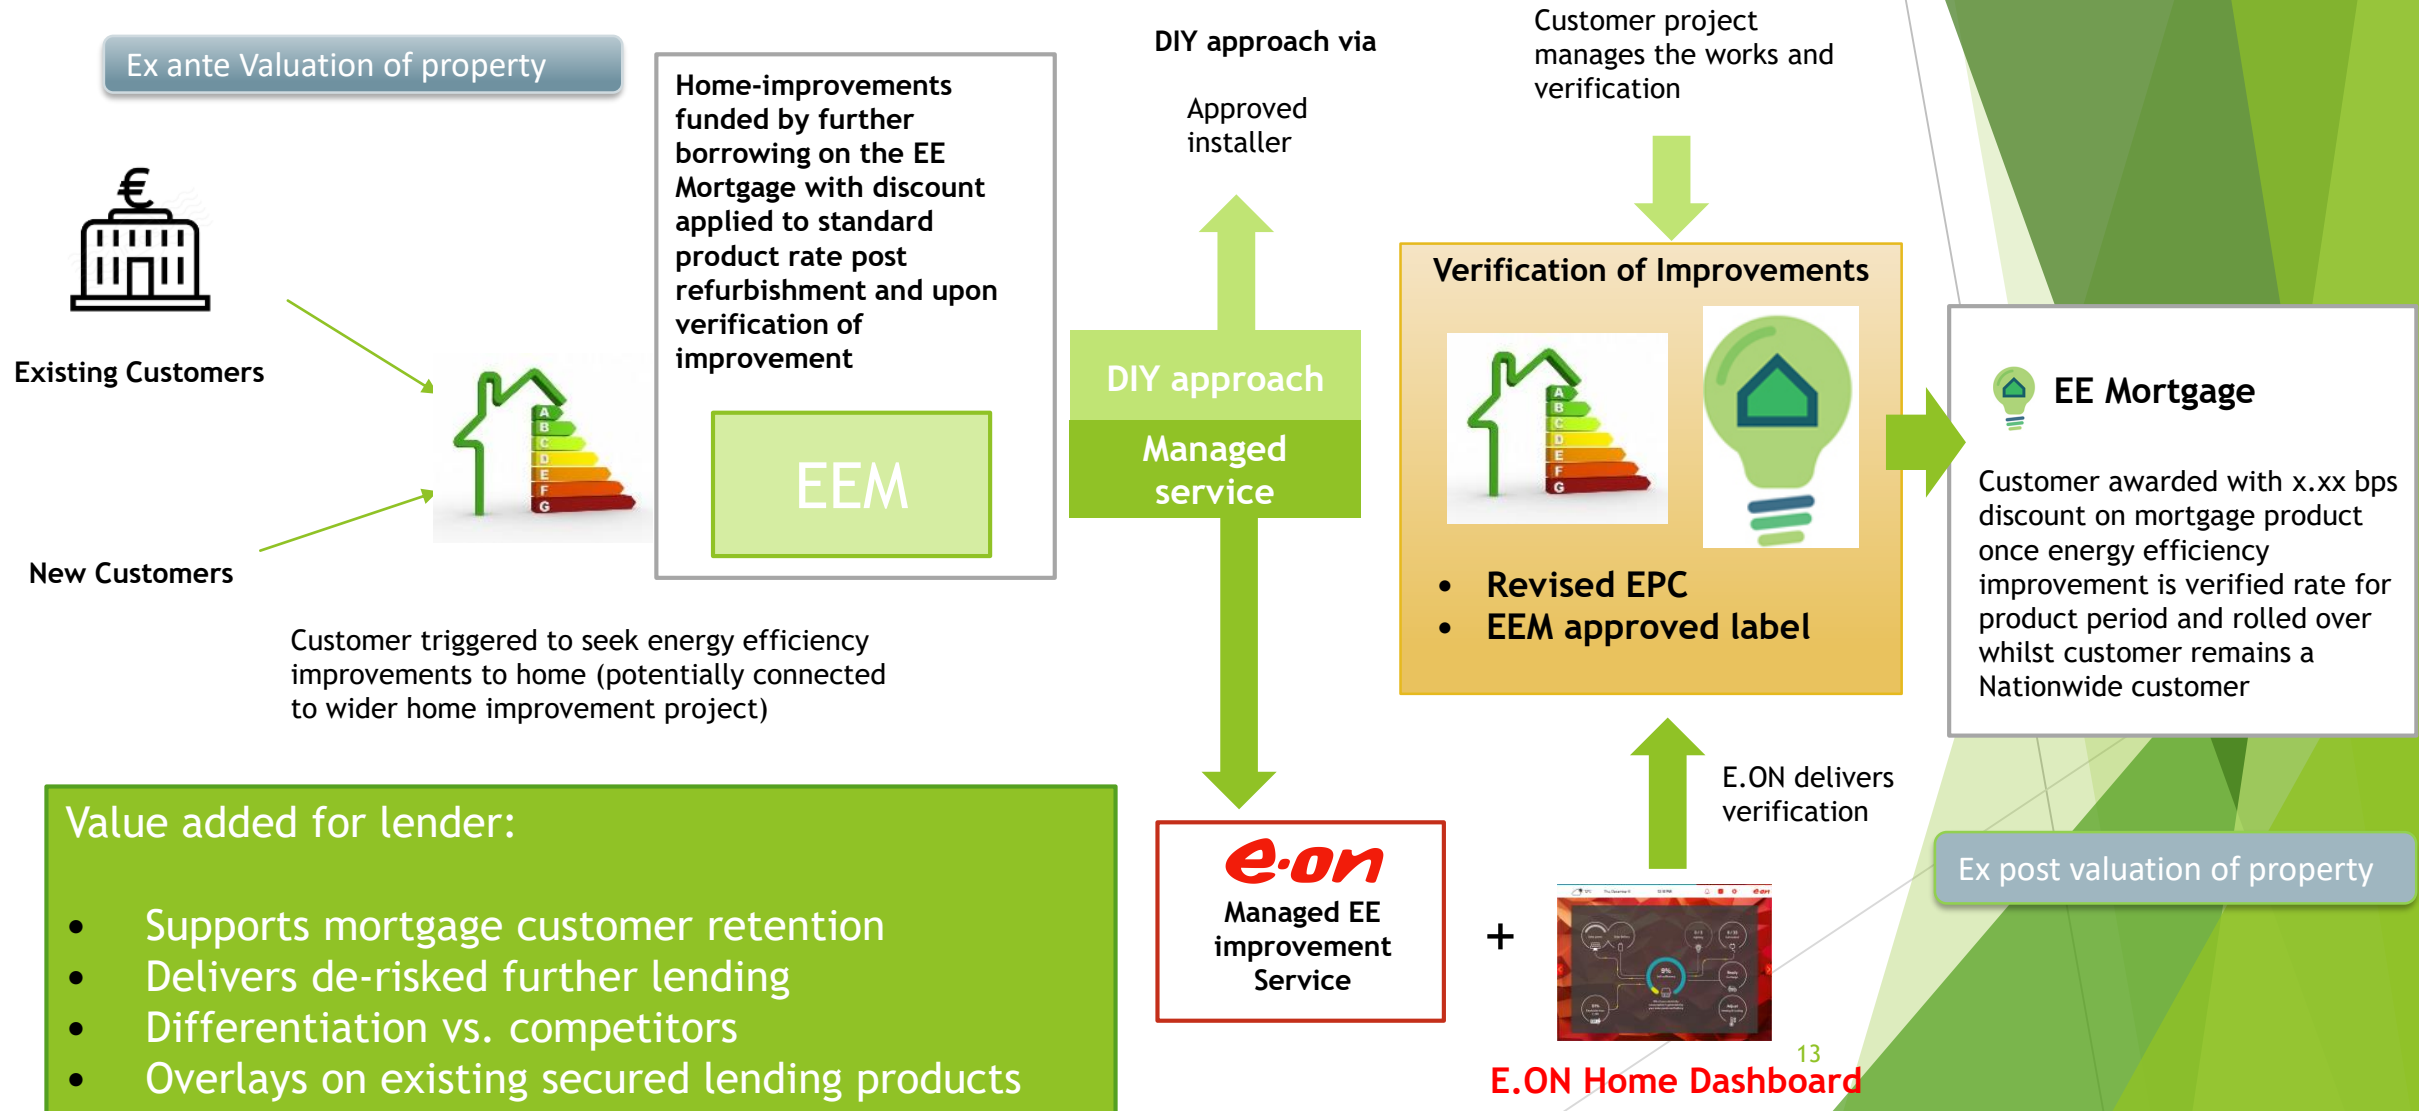 Ex ante Valuation of property
€
Existing Customers
New Customers
A
B
C
D
E
F
G
Customer triggered to seek energy efficiency
improvements to home (potentially connected
to wider home improvement project)
Home-improvements
funded by further
borrowing on the EE
Mortgage with discount
applied to standard
product rate post
refurbishment and upon
verification of
improvement
EEM
DIY approach via
Approved
installer
DIY approach
Managed
service
e·on
Managed EE
improvement
Service
+
Customer project
manages the works and
verification
Verification of Improvements
A
B
C
D
E
F
G
• Revised EPC
• EEM approved label
E.ON delivers
verification
9%
e·on
E.ON Home Dashboard
13
EE Mortgage
Customer awarded with x.xx bps
discount on mortgage product
once energy efficiency
improvement is verified rate for
product period and rolled over
whilst customer remains a
Nationwide customer
Ex post valuation of property
Value added for lender:
• Supports mortgage customer retention
• Delivers de-risked further lending
• Differentiation vs. competitors
• Overlays on existing secured lending products